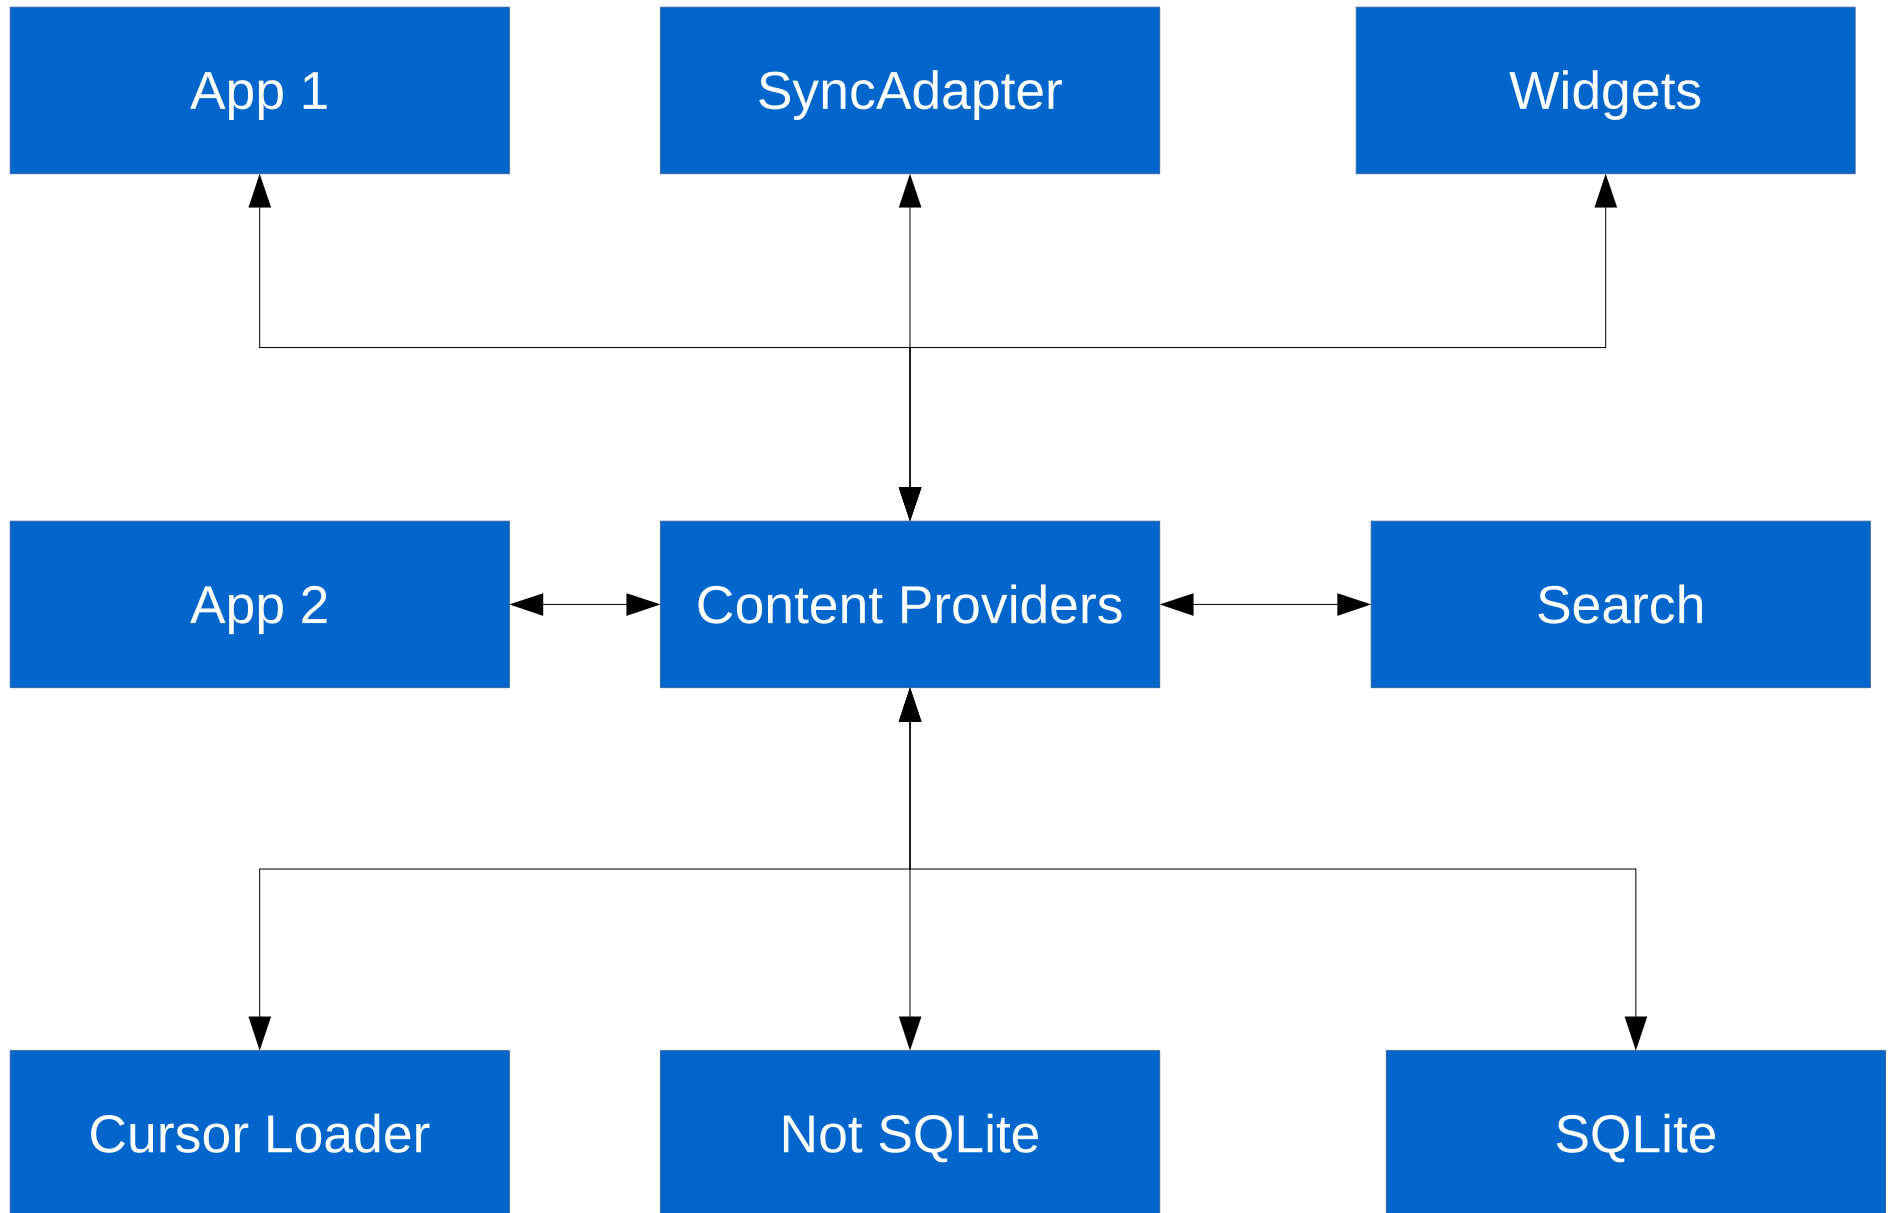 App 1
SyncAdapter
Widgets
App 2
Content Providers
Search
Cursor Loader
Not SQLite
SQLite